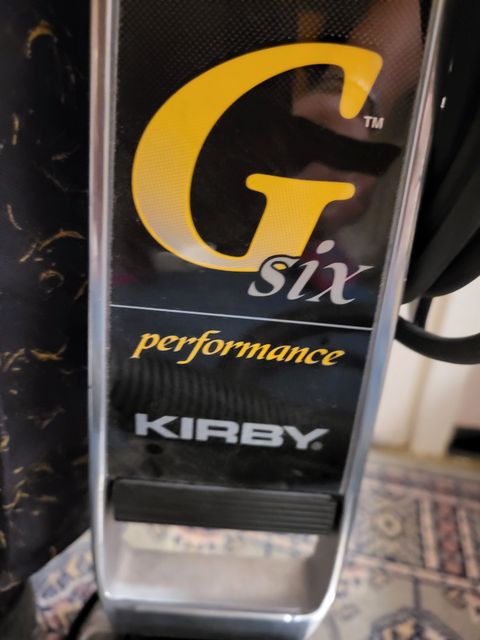 G™
six
performance
KIRBY®